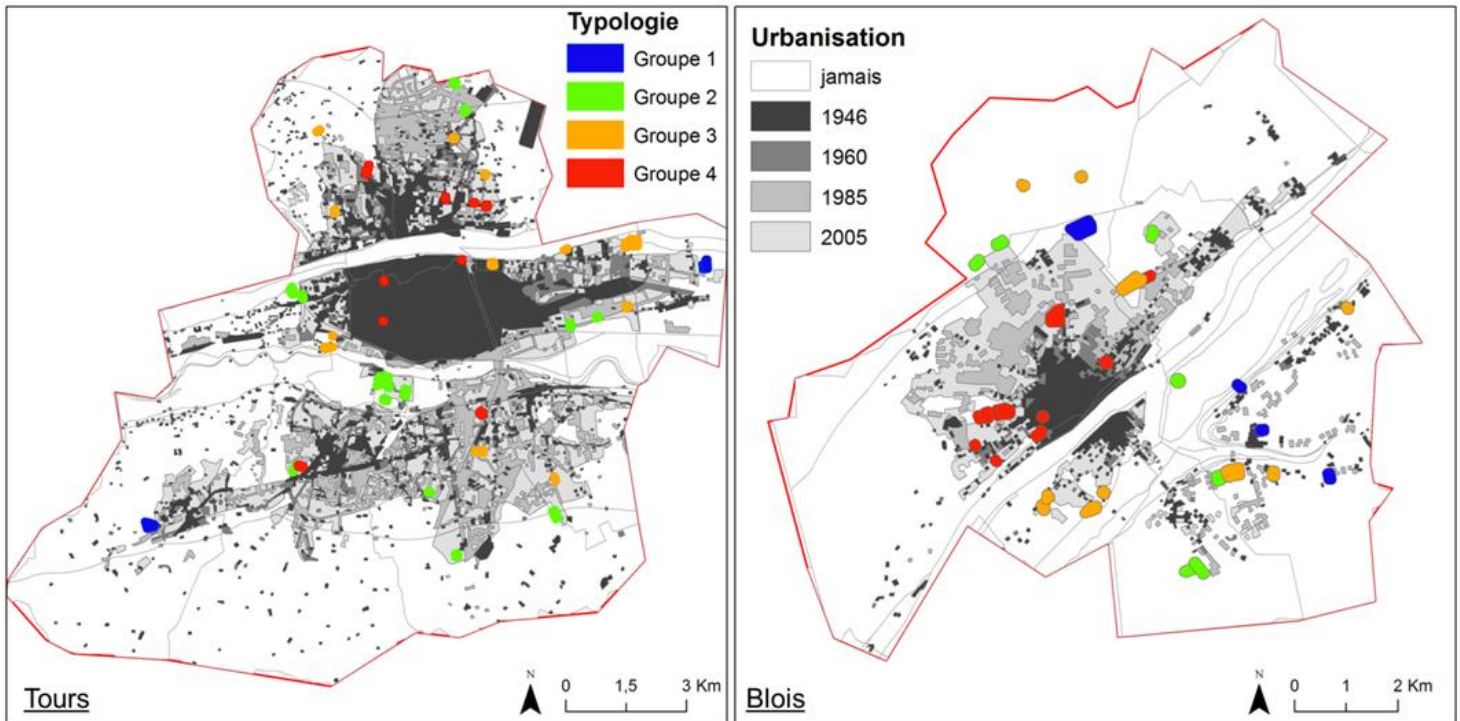 Typologie
Groupe 1
Groupe 2
Groupe 3
Groupe 4
Tours
N
0 1,5 3 Km
Urbanisation
jamais
1946
1960
1985
2005
Blois
N
0 1 2 Km